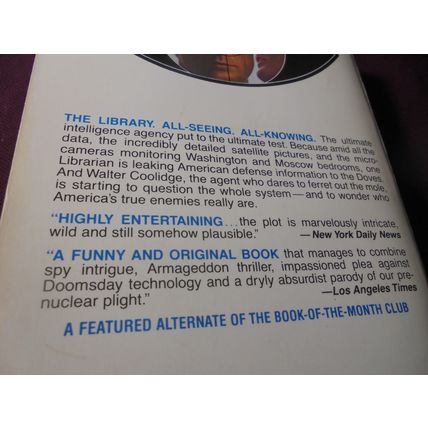 THE LIBRARY. ALL-SEEING. ALL-KNOWING. The ultimate
intelligence agency put to the ultimate test. Because amid all the
data, the incredibly detailed satellite pictures, and the micro-
cameras monitoring Washington and Moscow bedrooms, one
Librarian is leaking American defense information to the Doves.
And Walter Coolidge, the agent who dares to ferret out the mole,
is starting to question the whole system—and to wonder who
America's true enemies really are.
"HIGHLY ENTERTAINING...the plot is marvelously intricate,
wild and still somehow plausible." —New York Daily News
"A FUNNY AND ORIGINAL BOOK that manages to combine
spy intrigue, Armageddon thriller, impassioned plea against
Doomsday technology and a dryly absurdist parody of our pre-
nuclear plight." —Los Angeles Times
A FEATURED ALTERNATE OF THE BOOK-OF-THE-MONTH CLUB